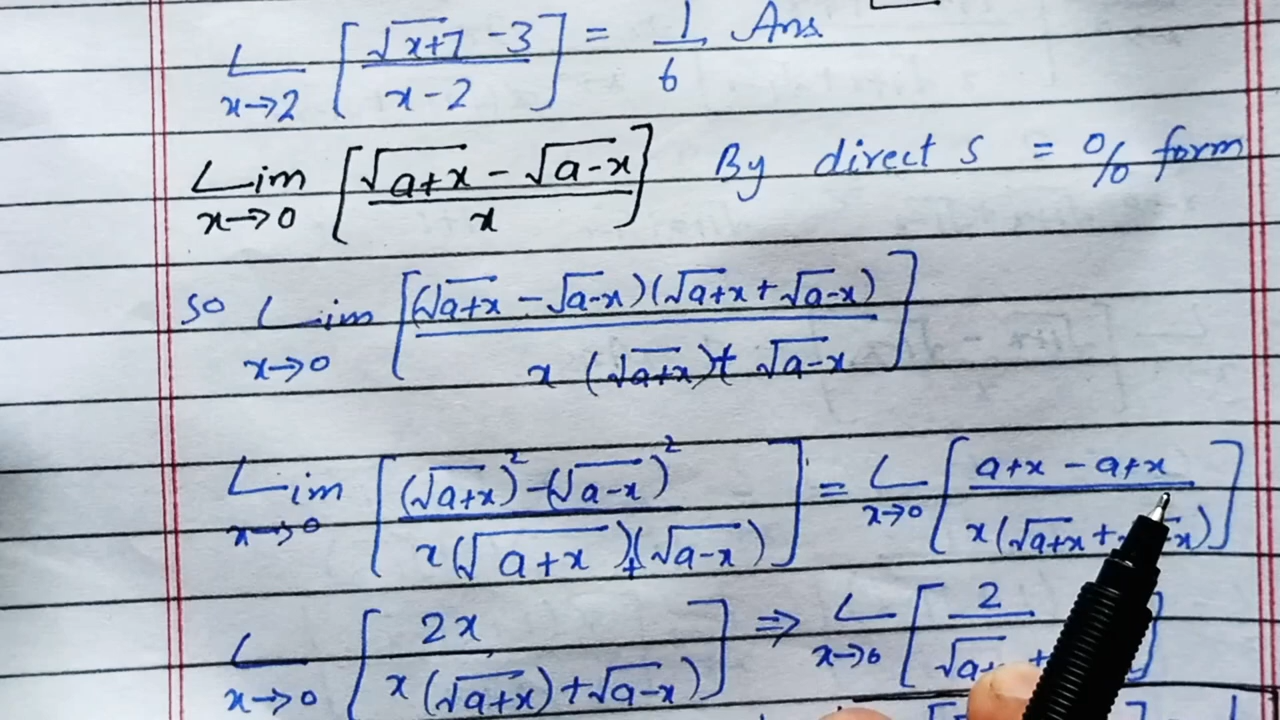 L x→2 [ (√x+7 - 3) / (x-2) ] = 1/6 Ans
Lim x→0 [ (√a+x - √a-x) / x ] By direct S = 0/0 form
So Lim x→0 [ (√a+x - √a-x)(√a+x + √a-x) / x (√a+x)+ √a-x ]
Lim x→0 [ (√a+x)² - (√a-x)² / x(√a+x)+(√a-x) ] = L x→0 [ a+x - a+x / x(√a+x + -x) ]
L x→0 [ 2x / x(√a+x)+√a-x) ] ⇒ L x→0 [ 2 / √a+ + ]